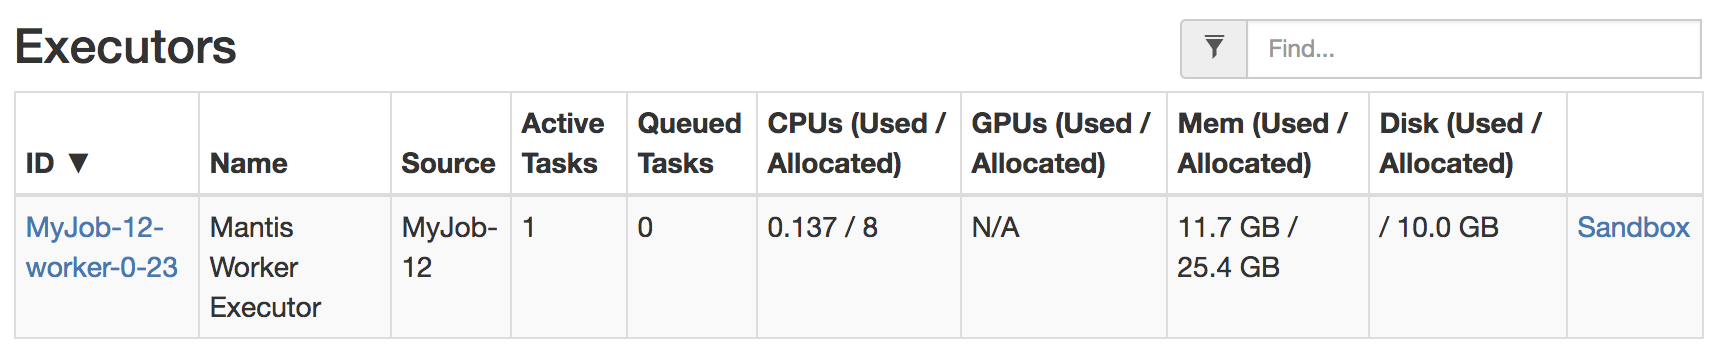 Executors
Find...
ID ▼
Name
Source
Active
Tasks
Queued
Tasks
CPUs (Used /
Allocated)
GPUs (Used /
Allocated)
Mem (Used /
Allocated)
Disk (Used /
Allocated)
MyJob-12-
worker-0-23
Mantis
Worker
Executor
MyJob-
12
1
0
0.137 / 8
N/A
11.7 GB /
25.4 GB
/ 10.0 GB
Sandbox